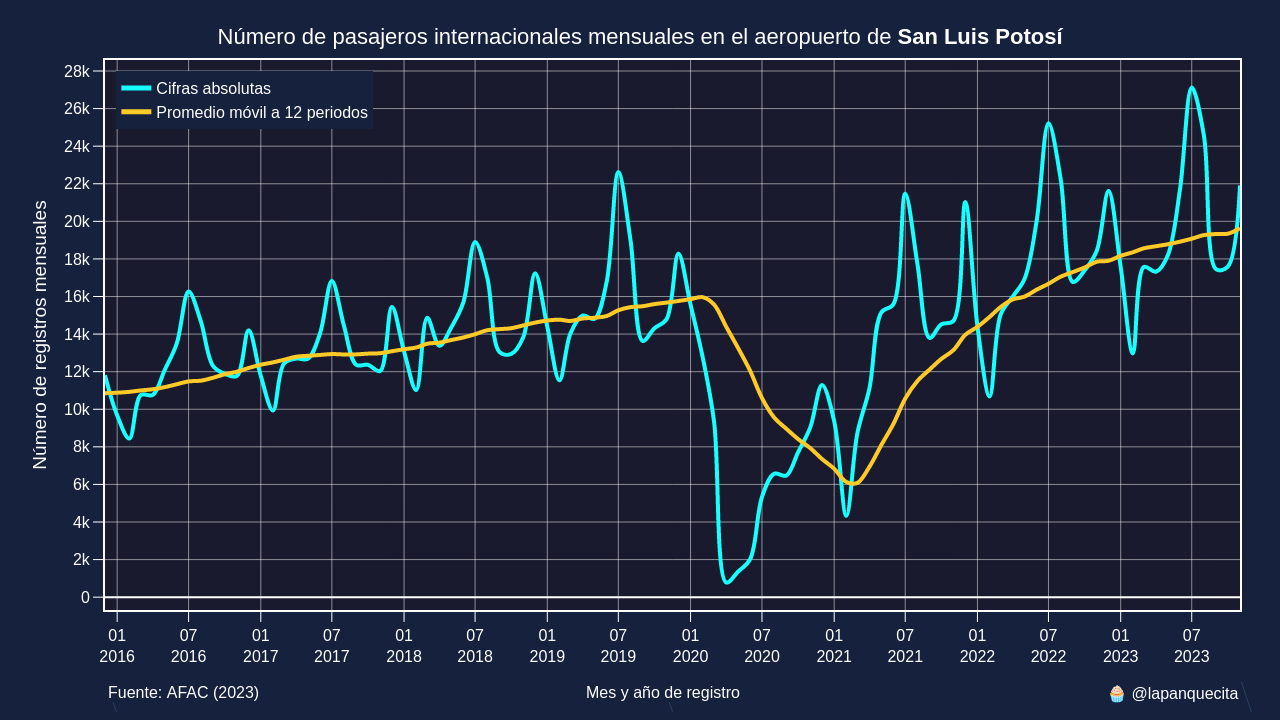 Número de pasajeros internacionales mensuales en el aeropuerto de San Luis Potosí
Cifras absolutas
Promedio móvil a 12 periodos
Número de registros mensuales
28k
26k
24k
22k
20k
18k
16k
14k
12k
10k
8k
6k
4k
2k
0
01 07 01 07 01 07 01 07 01 07 01 07 01 07 01 07
2016 2016 2017 2017 2018 2018 2019 2019 2020 2020 2021 2021 2022 2022 2023 2023
Fuente: AFAC (2023) Mes y año de registro 🧁 @lapanquecita